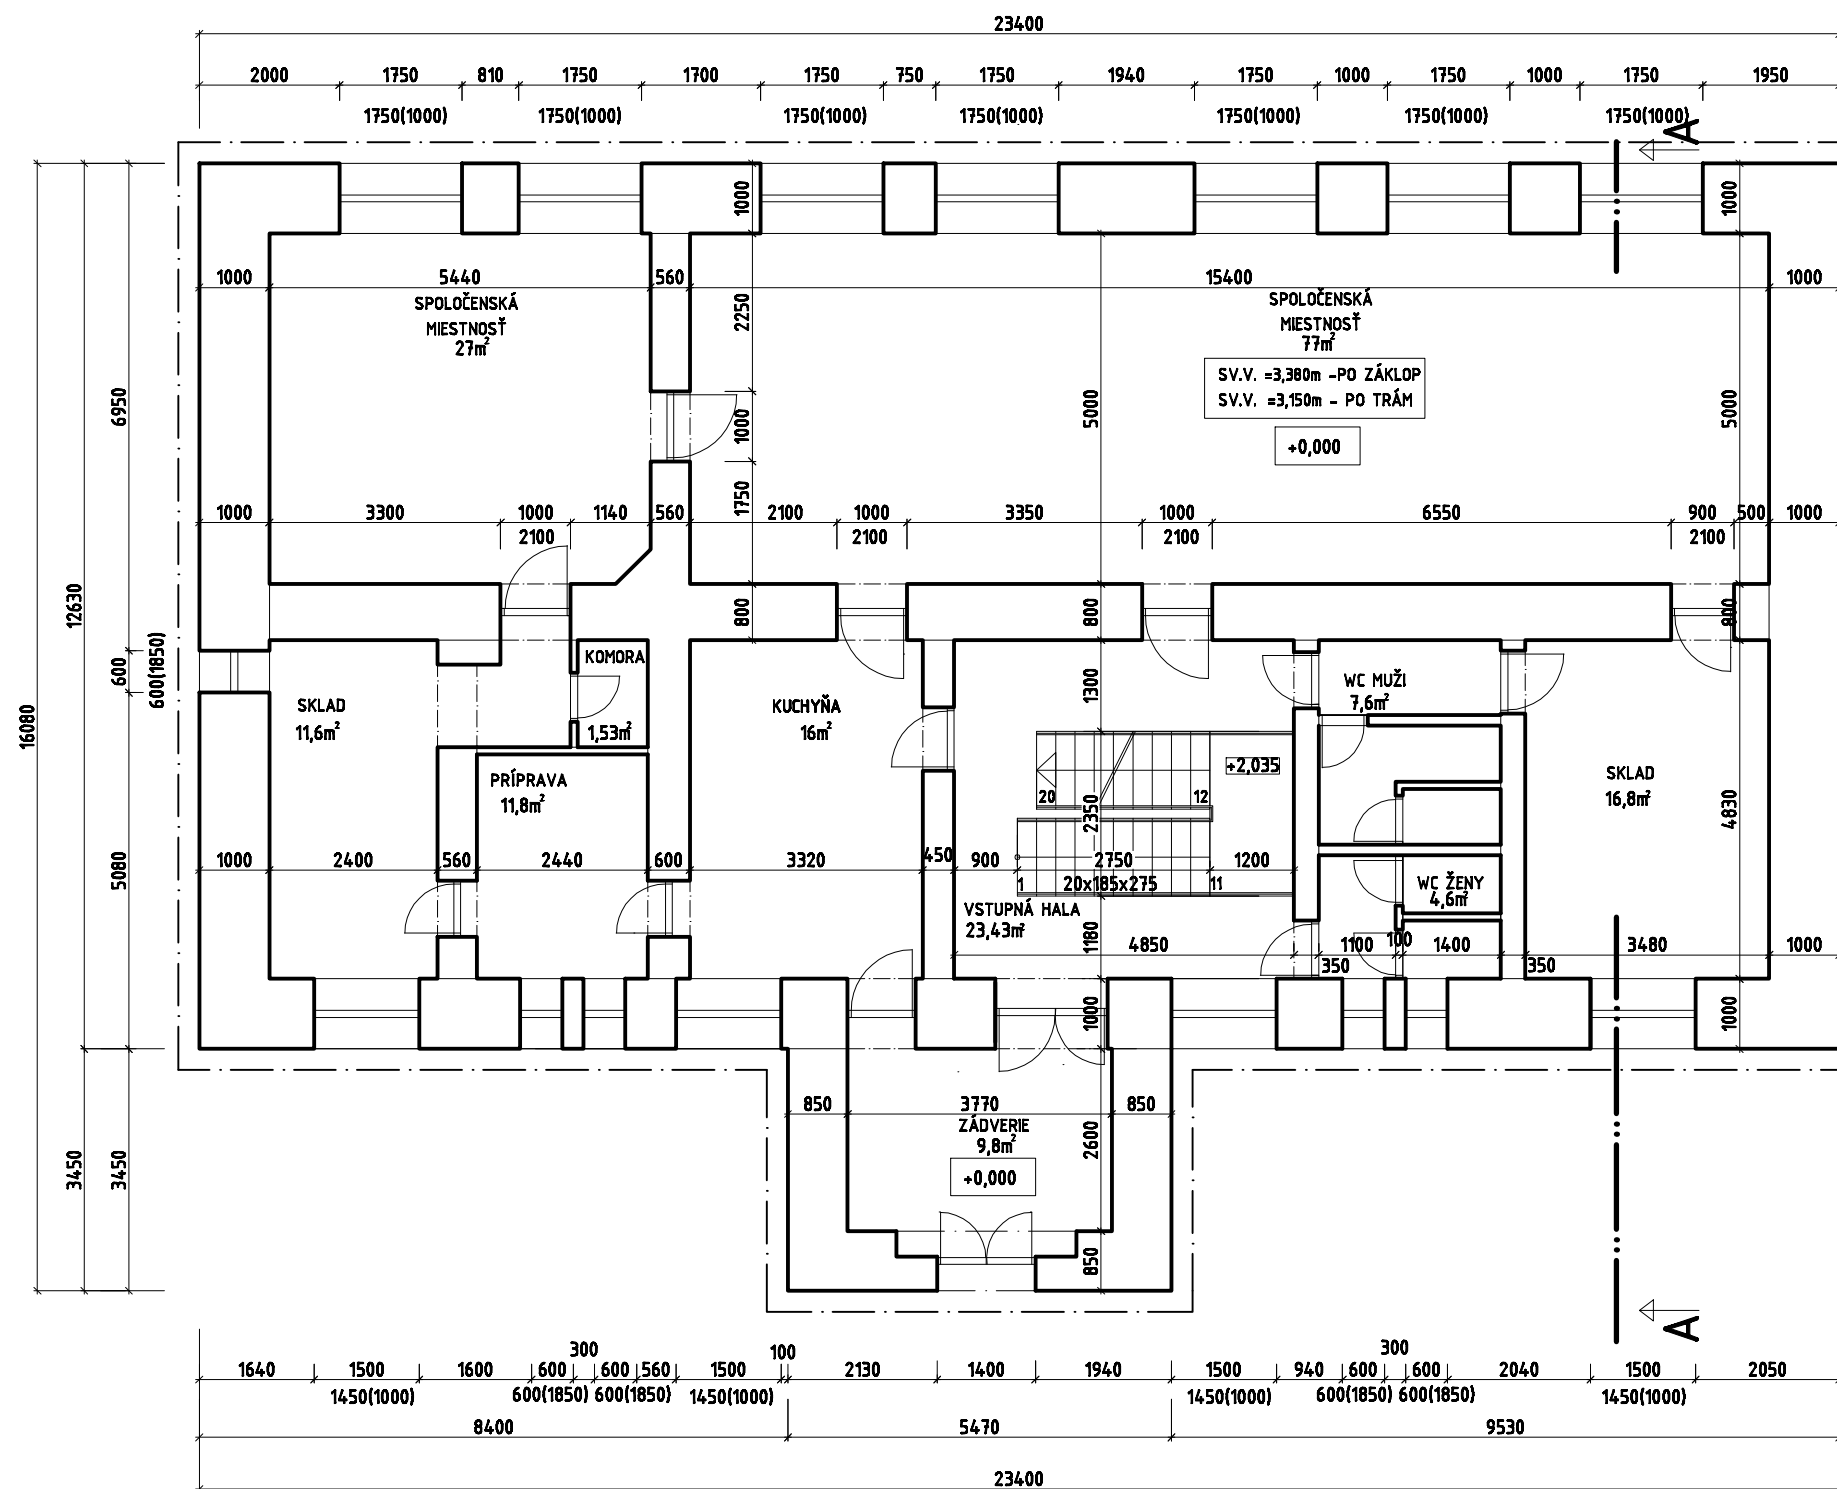 23400
2000 1750 810 1750 1700 1750 750 1750 1940 1750 1000 1750 1000 1750 1950
1750(1000) 1750(1000) 1750(1000) 1750(1000) 1750(1000) 1750(1000) 1750(1000)
A
1000 1000
1000 5440 560 15400 1000
SPOLOČENSKÁ
MIESTNOSŤ
27m²
SPOLOČENSKÁ
MIESTNOSŤ
77m²
SV.V. =3,380m -PO ZÁKLOP
SV.V. =3,150m - PO TRÁM
+0,000
2250
1000
1750
5000
5000
6950
12630
16080
600
600(1850)
5080
3450
3450
1000 3300 1000 1140 560 2100 1000 3350 1000 6550 900 500 1000
2100 2100 2100 2100
800 800 800
KOMORA
1,53m²
SKLAD
11,6m²
KUCHYŇA
16m²
1300
WC MUŽI
7,6m²
PRÍPRAVA
11,8m²
+2,035
20 12
2350
SKLAD
16,8m²
4830
1000 2400 560 2440 600 3320 450 900 2750 1200
1 20x185x275 11
WC ŽENY
4,6m²
VSTUPNÁ HALA
23,43m²
1180
4850 1100 100 1400 3480 1000
350 350
1000 1000
850 3770 850
ZÁDVERIE
9,8m²
+0,000
2600
850
A
300 100 300
1640 1500 1600 600 600 560 1500 2130 1400 1940 1500 940 600 600 2040 1500 2050
1450(1000) 600(1850) 600(1850) 1450(1000) 1450(1000) 600(1850) 600(1850) 1450(1000)
8400 5470 9530
23400